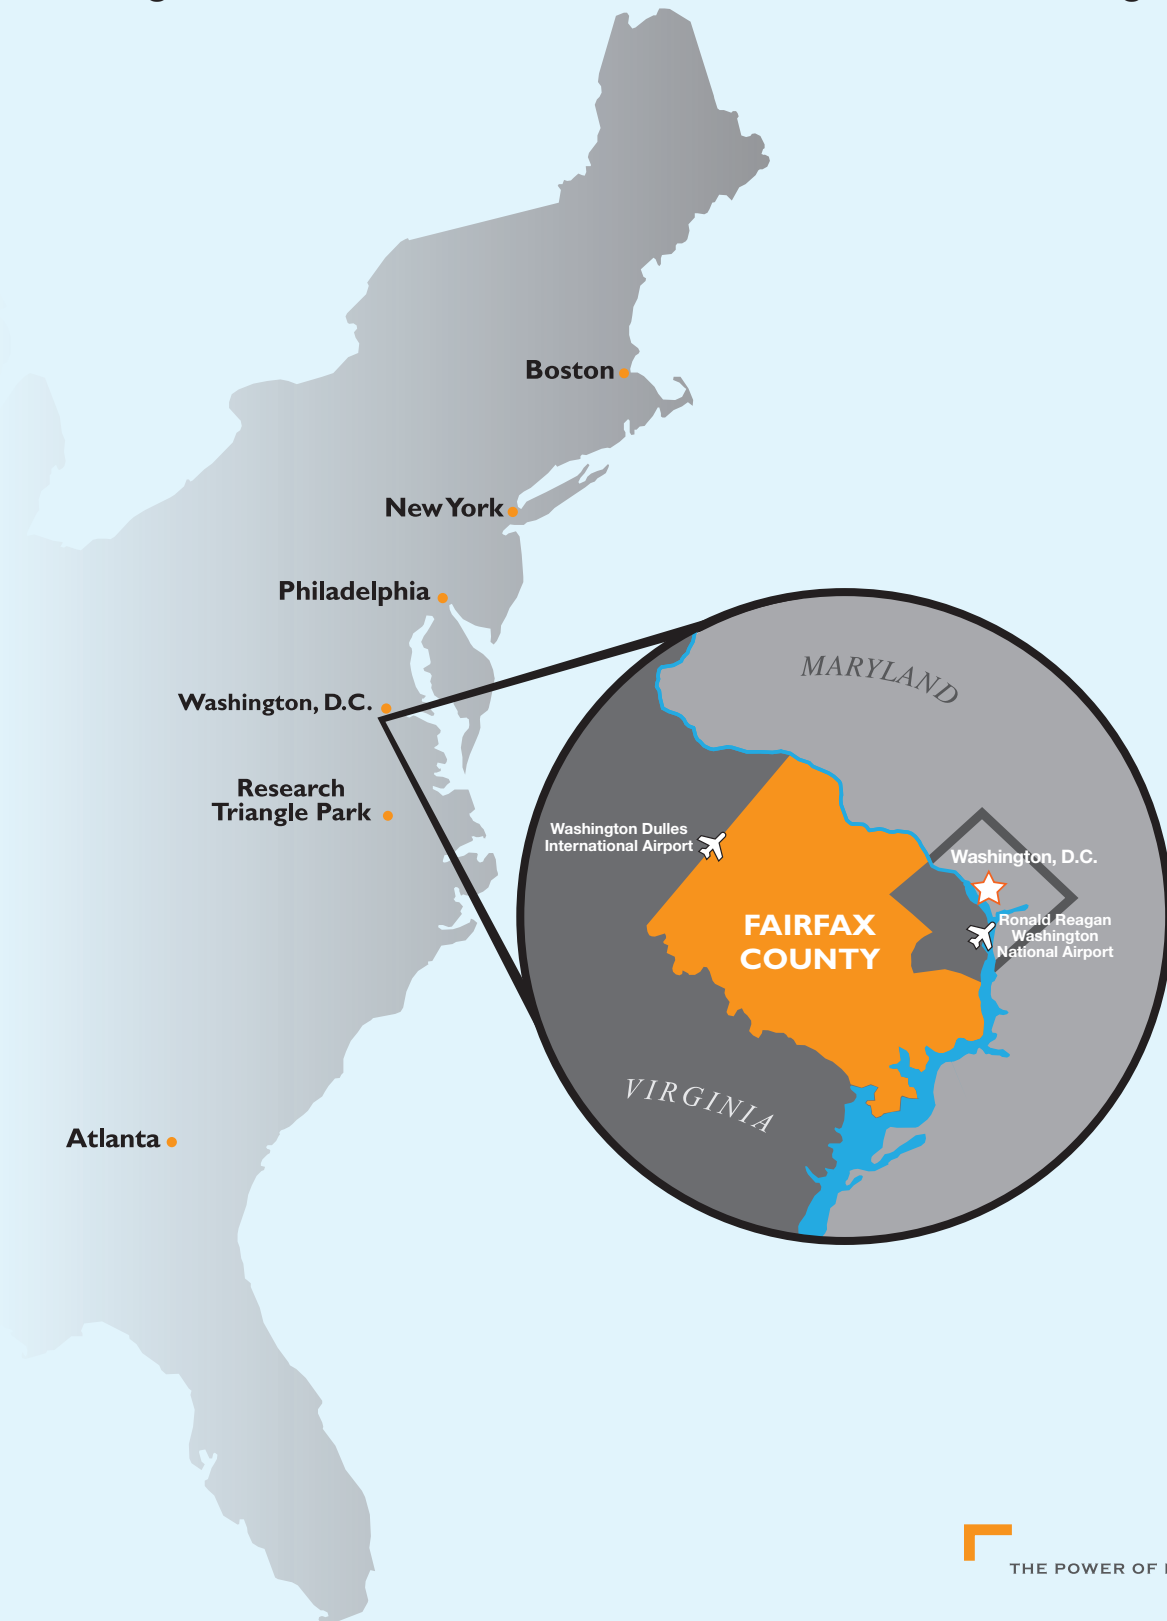 Boston
New York
Philadelphia
Washington, D.C.
Research
Triangle Park
Atlanta
MARYLAND
Washington Dulles
International Airport
Washington, D.C.
FAIRFAX
COUNTY
Ronald Reagan
Washington
National Airport
VIRGINIA
THE POWER OF